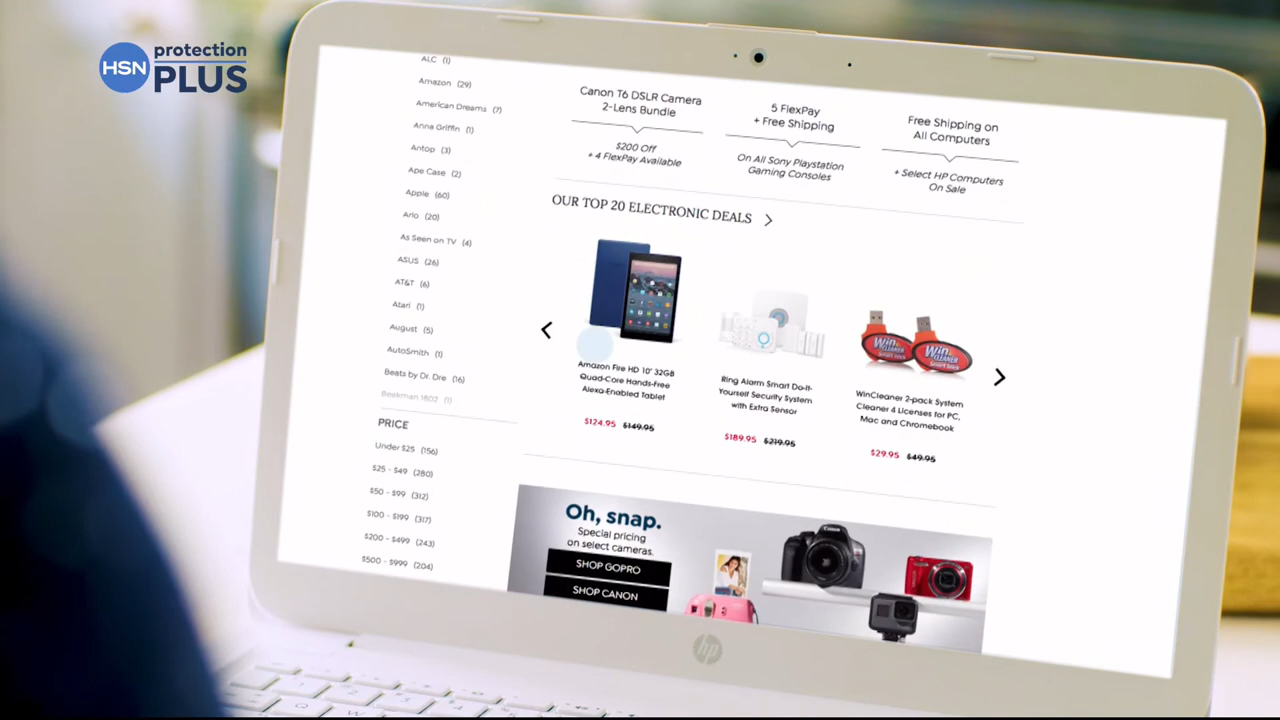 HSN protection
PLUS
ALC (1)
Amazon (29)
American Dreams (7)
Anna Griffin (1)
Antop (3)
Ape Case (2)
Apple (60)
Arlo (20)
As Seen on TV (4)
ASUS (26)
AT&T (6)
Atari (1)
August (5)
AutoSmith (1)
Beats by Dr. Dre (16)
Beekman 1802 (1)
PRICE
Under $25 (156)
$25 - $49 (280)
$50 - $99 (312)
$100 - $199 (317)
$200 - $499 (243)
$500 - $999 (204)
Canon T6 DSLR Camera
2-Lens Bundle
$200 Off
+ 4 FlexPay Available
5 FlexPay
+ Free Shipping
On All Sony Playstation
Gaming Consoles
Free Shipping on
All Computers
+ Select HP Computers
On Sale
OUR TOP 20 ELECTRONIC DEALS
Amazon Fire HD 10" 32GB
Quad-Core Hands-Free
Alexa-Enabled Tablet
$124.95 $149.95
Ring Alarm Smart Do-It-
Yourself Security System
with Extra Sensor
$189.95 $219.95
Win
CLEANER
Win
CLEANER
WinCleaner 2-pack System
Cleaner 4 Licenses for PC,
Mac and Chromebook
$29.95 $49.95
Oh, snap.
Special pricing
on select cameras.
SHOP GOPRO
SHOP CANON
Canon
hp